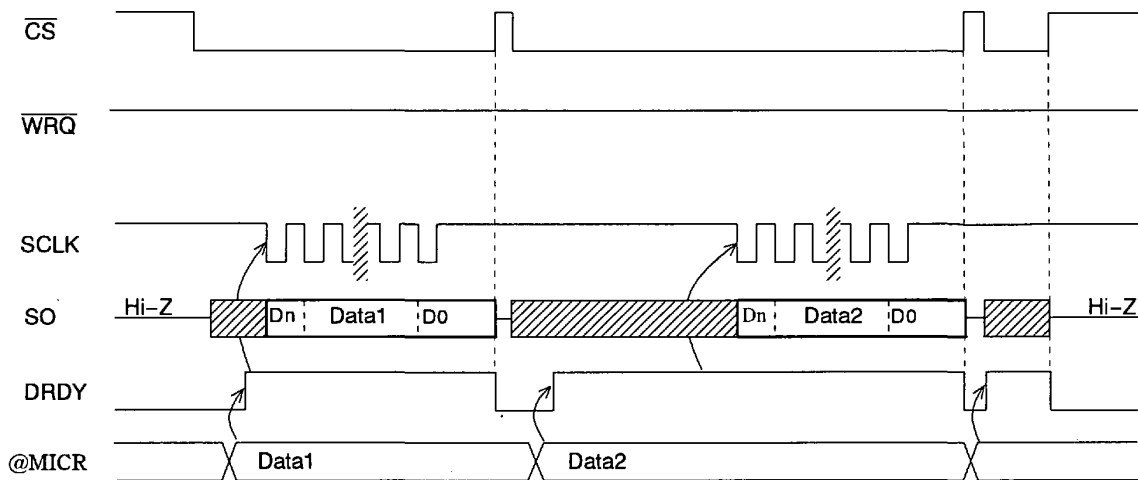 CS
WRQ
SCLK
SO Hi-Z Dn Data1 D0 Dn Data2 D0 Hi-Z
DRDY
@MICR Data1 Data2